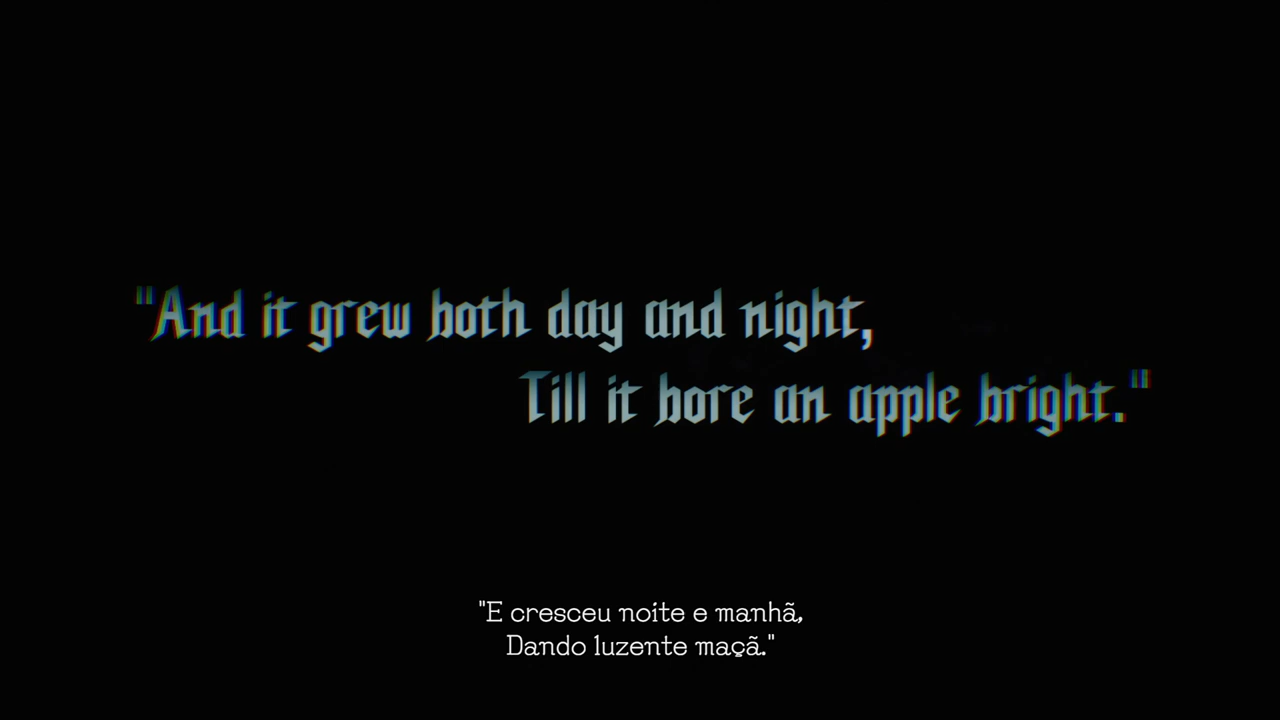 "And it grew both day and night,
Till it bore an apple bright."
"E cresceu noite e manhã,
Dando luzente maçã."